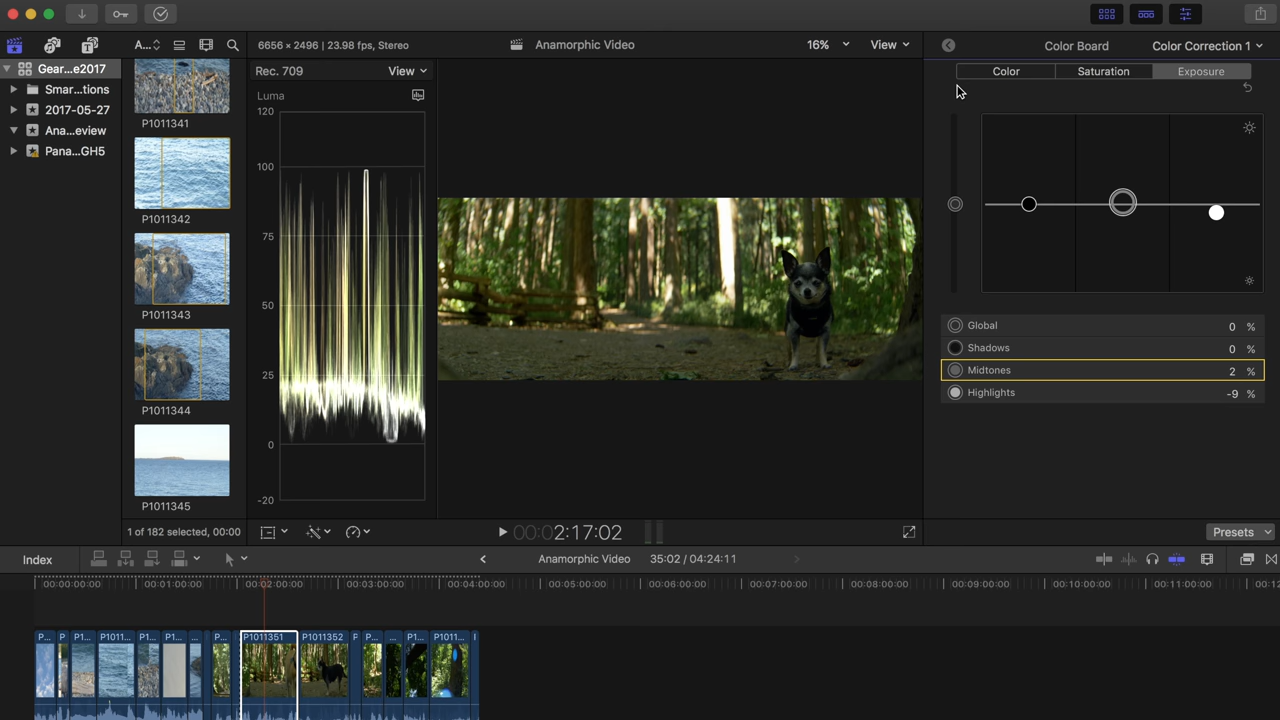 6656 × 2496 | 23.98 fps, Stereo
Anamorphic Video
16%
View
Color Board
Color Correction 1
A...
Rec. 709
View
Color
Saturation
Exposure
Gear...e2017
Smar...tions
2017-05-27
Ana...eview
Pana...GH5
P1011341
P1011342
P1011343
P1011344
P1011345
Luma
120
100
75
50
25
0
-20
Global
0 %
Shadows
0 %
Midtones
2 %
Highlights
-9 %
1 of 182 selected, 00:00
00:02:17:02
Presets
Index
Anamorphic Video
35:02 / 04:24:11
00:00:00:00
00:01:00:00
00:02:00:00
00:03:00:00
00:04:00:00
00:05:00:00
00:06:00:00
00:07:00:00
00:08:00:00
00:09:00:00
00:10:00:00
00:11:00:00
00:12
P...
P
P1...
P1011...
P1...
P1...
...
P...
P1011351
P1011352
P
P...
...
P1...
P1011...